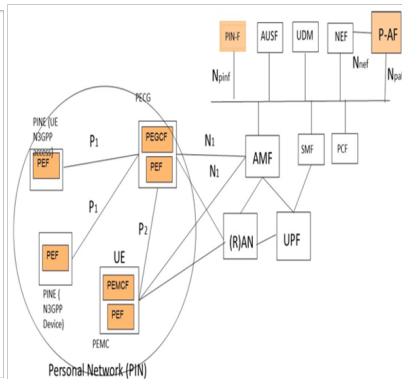 PIN-F
AUSF
UDM
NEF
P-AF
Nnef
Npinf
Npaf
PECG
PINE (UE
N3GPP
access)
PEF
P1
PEGCF
PEF
N1
N1
AMF
SMF
PCF
P1
P2
PEF
PINE (
N3GPP
Device)
UE
PEMCF
PEF
PEMC
(R)AN
UPF
Personal Network (PIN)